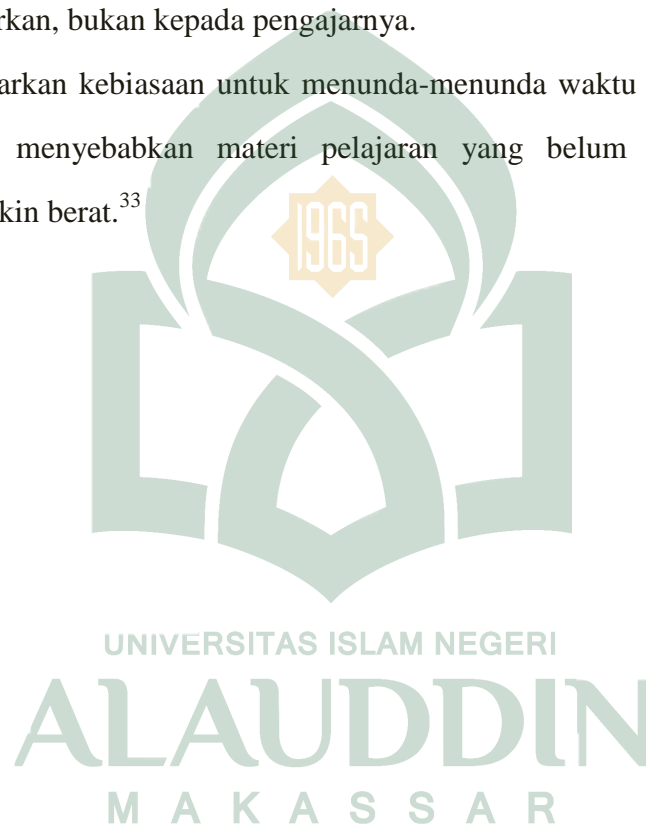 rkan, bukan kepada pengajarnya.
arkan kebiasaan untuk menunda-menunda waktu
menyebabkan materi pelajaran yang belum
kin berat.³³
1965
UNIVERSITAS ISLAM NEGERI
ALAUDDIN
MAKASSAR